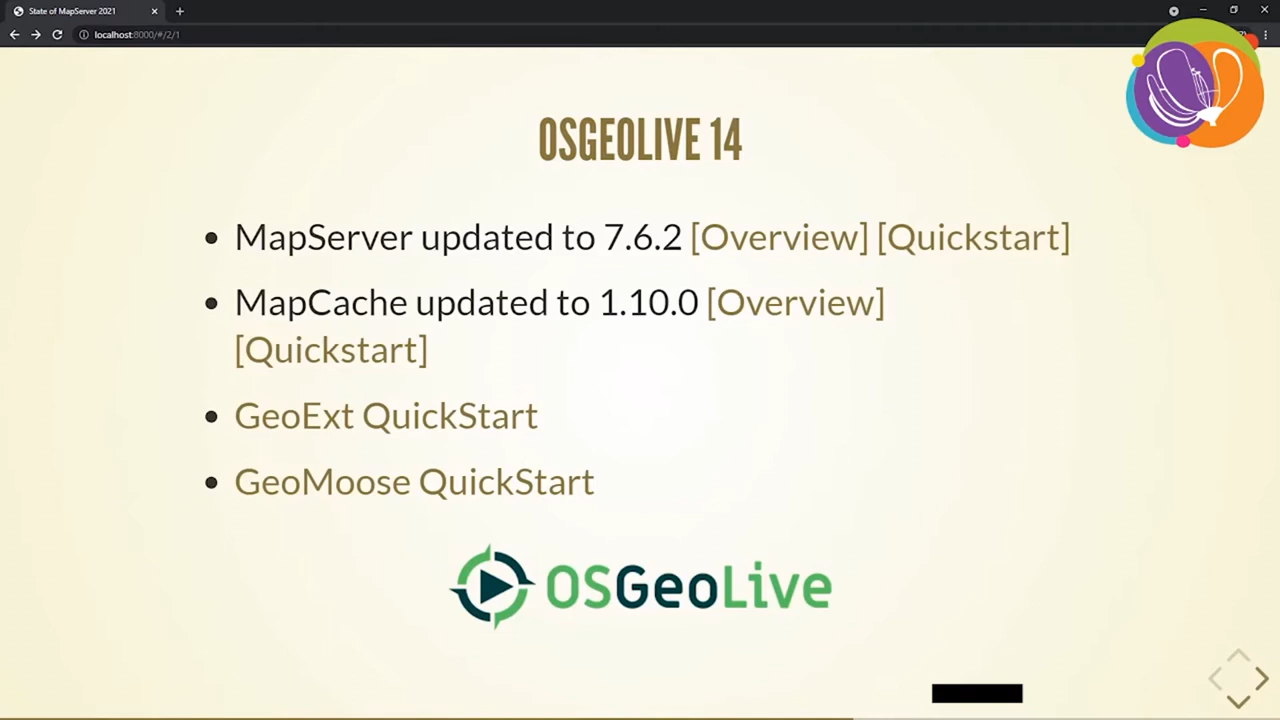 State of MapServer 2021
localhost:8000/#/2/1
OSGEOLIVE 14
MapServer updated to 7.6.2 [Overview] [Quickstart]
MapCache updated to 1.10.0 [Overview]
[Quickstart]
GeoExt QuickStart
GeoMoose QuickStart
OSGeoLive